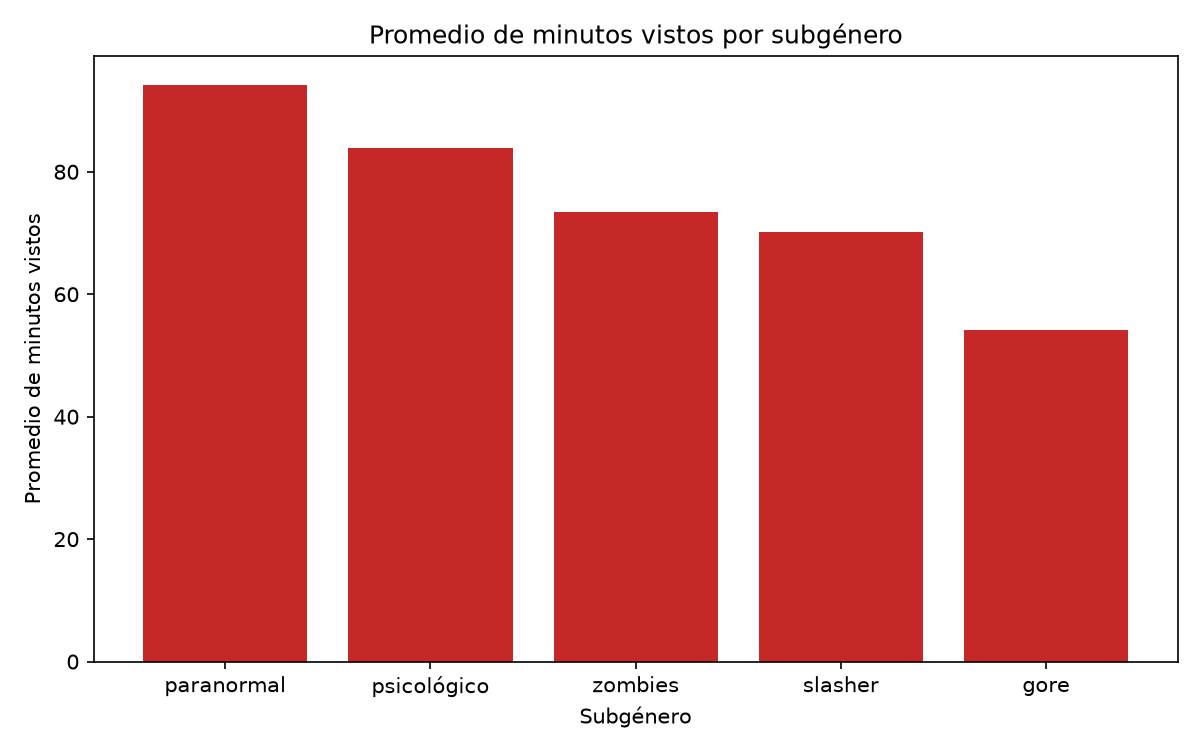 Promedio de minutos vistos por subgénero
Promedio de minutos vistos
80
60
40
20
0
paranormal psicológico zombies slasher gore
Subgénero